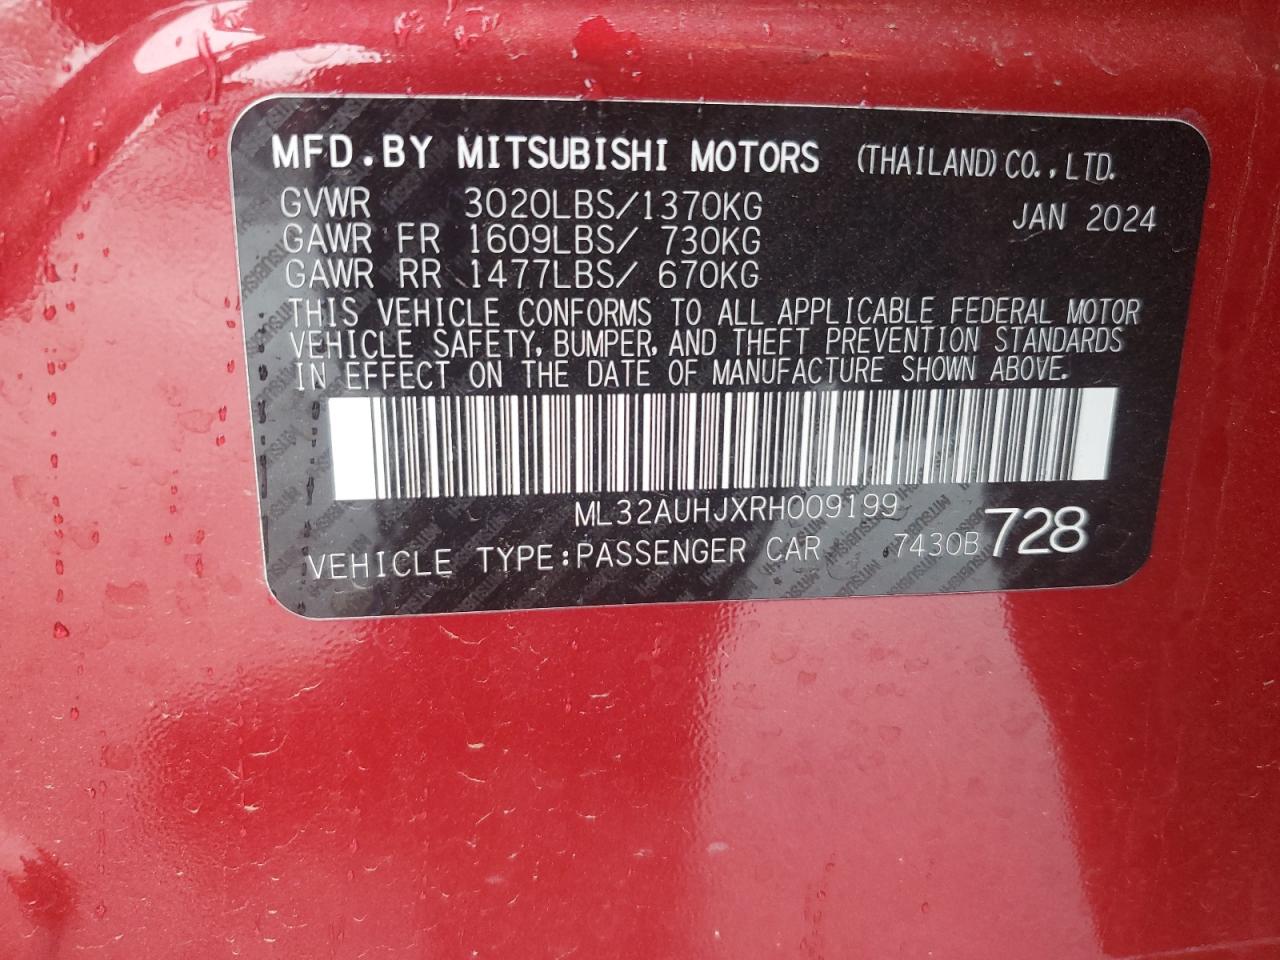 MFD.BY MITSUBISHI MOTORS (THAILAND) CO.,LTD.
GVWR 3020LBS/1370KG JAN 2024
GAWR FR 1609LBS/ 730KG
GAWR RR 1477LBS/ 670KG
THIS VEHICLE CONFORMS TO ALL APPLICABLE FEDERAL MOTOR
VEHICLE SAFETY, BUMPER, AND THEFT PREVENTION STANDARDS
IN EFFECT ON THE DATE OF MANUFACTURE SHOWN ABOVE.
ML32AUHJXRH009199
VEHICLE TYPE:PASSENGER CAR 7430B 728